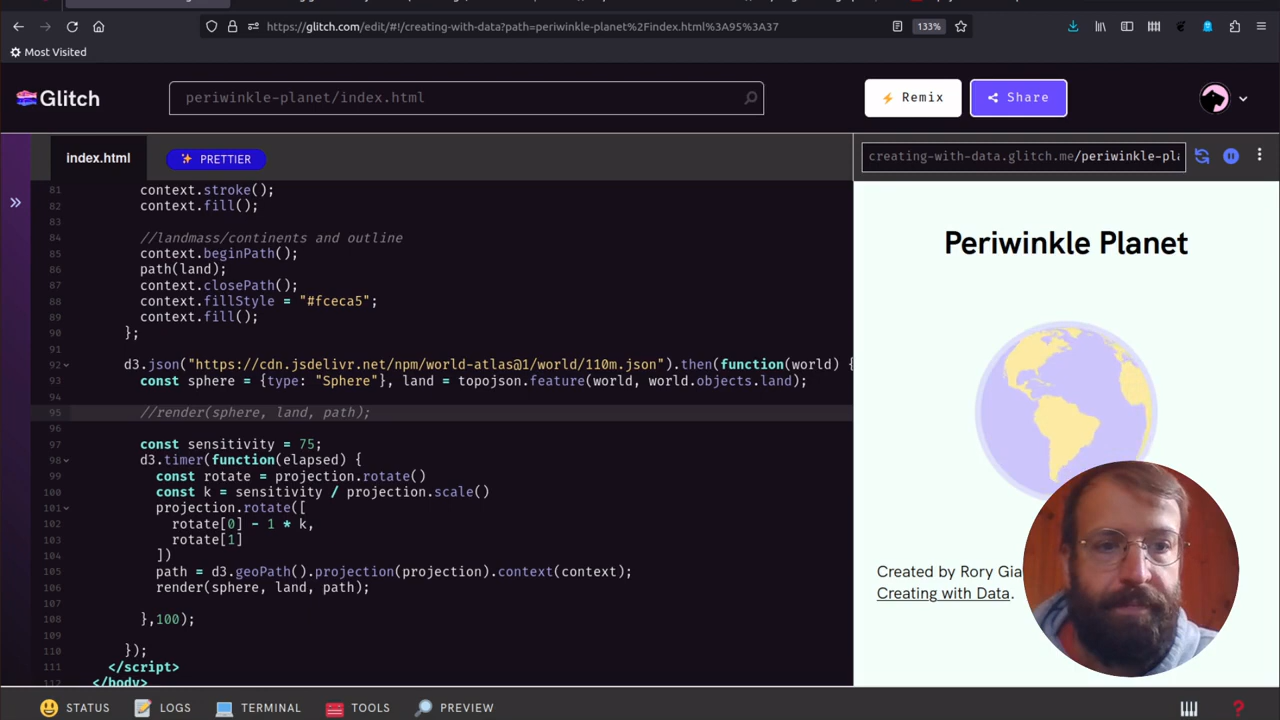 https://glitch.com/edit/#!/creating-with-data?path=periwinkle-planet%2Findex.html%3A95%3A37
133%
Most Visited
Glitch
periwinkle-planet/index.html
Remix
Share
index.html
PRETTIER
creating-with-data.glitch.me/periwinkle-pl
81 context.stroke();
82 context.fill();
83
84 //landmass/continents and outline
85 context.beginPath();
86 path(land);
87 context.closePath();
88 context.fillStyle = "#fceca5";
89 context.fill();
90 };
91
92 d3.json("https://cdn.jsdelivr.net/npm/world-atlas@1/world/110m.json").then(function(world) {
93 const sphere = {type: "Sphere"}, land = topojson.feature(world, world.objects.land);
94
95 //render(sphere, land, path);
96
97 const sensitivity = 75;
98 d3.timer(function(elapsed) {
99 const rotate = projection.rotate()
100 const k = sensitivity / projection.scale()
101 projection.rotate([
102 rotate[0] - 1 * k,
103 rotate[1]
104 ])
105 path = d3.geoPath().projection(projection).context(context);
106 render(sphere, land, path);
107
108 },100);
109
110 });
111 </script>
112 </body>
Periwinkle Planet
Created by Rory Gia
Creating with Data.
STATUS
LOGS
TERMINAL
TOOLS
PREVIEW
?